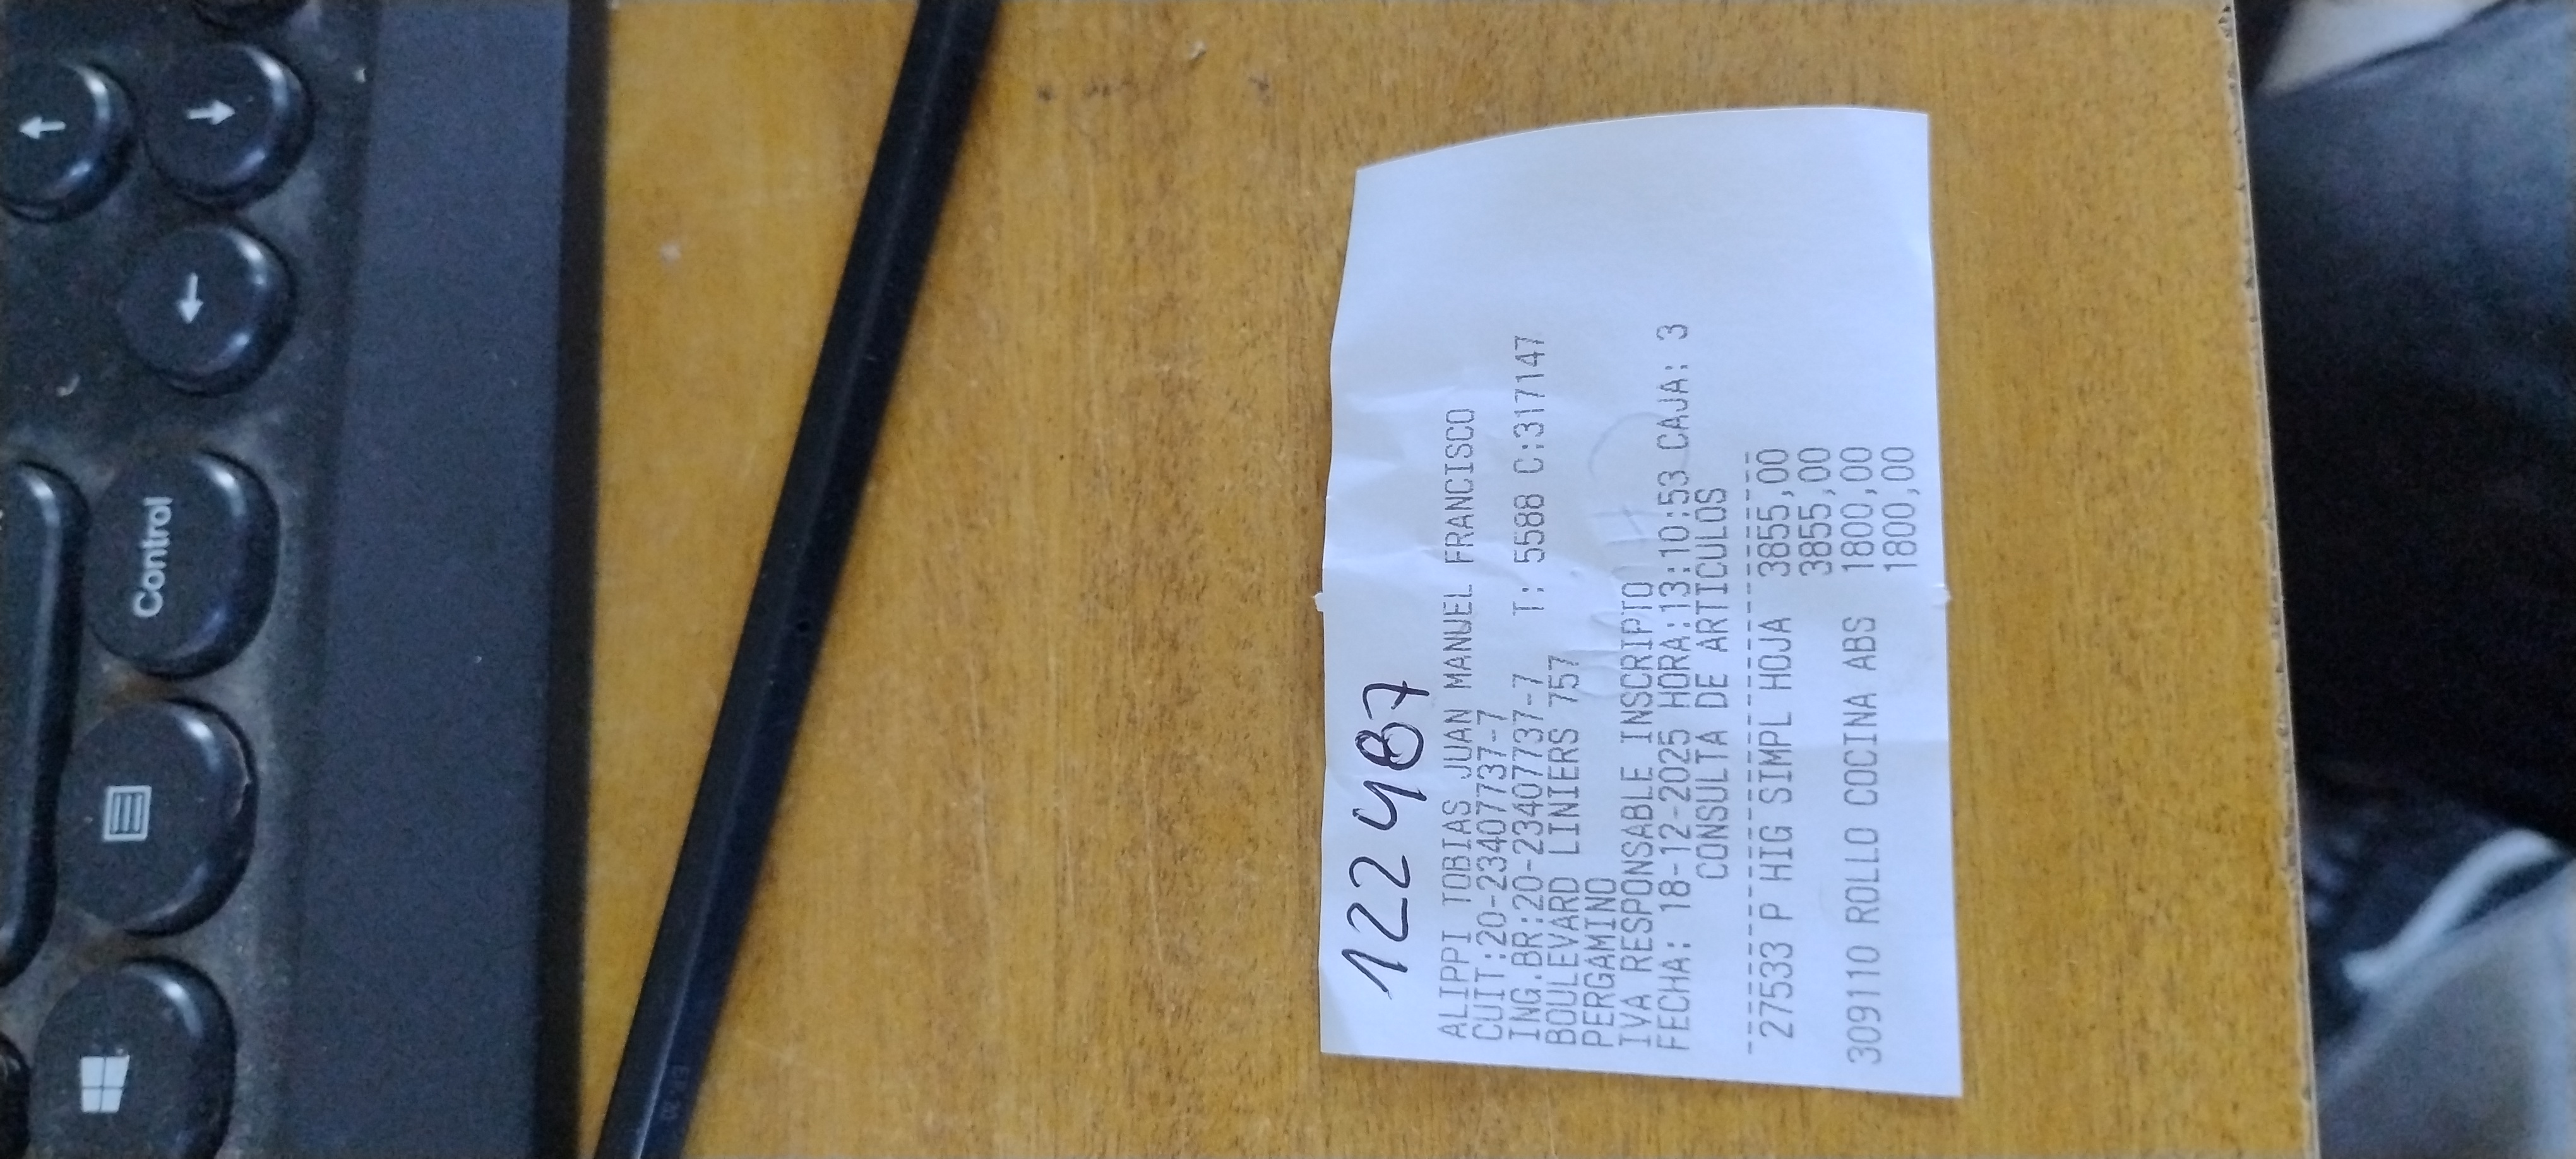 Control
122487
ALIPPI TOBIAS JUAN MANUEL FRANCISCO
CUIT:20-23407737-7
ING.BR:20-23407737-7 T: 5588 C:317147
BOULEVARD LINIERS 757
PERGAMINO
IVA RESPONSABLE INSCRIPTO
FECHA: 18-12-2025 HORA:13:10:53 CAJA: 3
CONSULTA DE ARTICULOS
27533 P HIG SIMPL HOJA 3855,00
3855,00
309110 ROLLO COCINA ABS 1800,00
1800,00